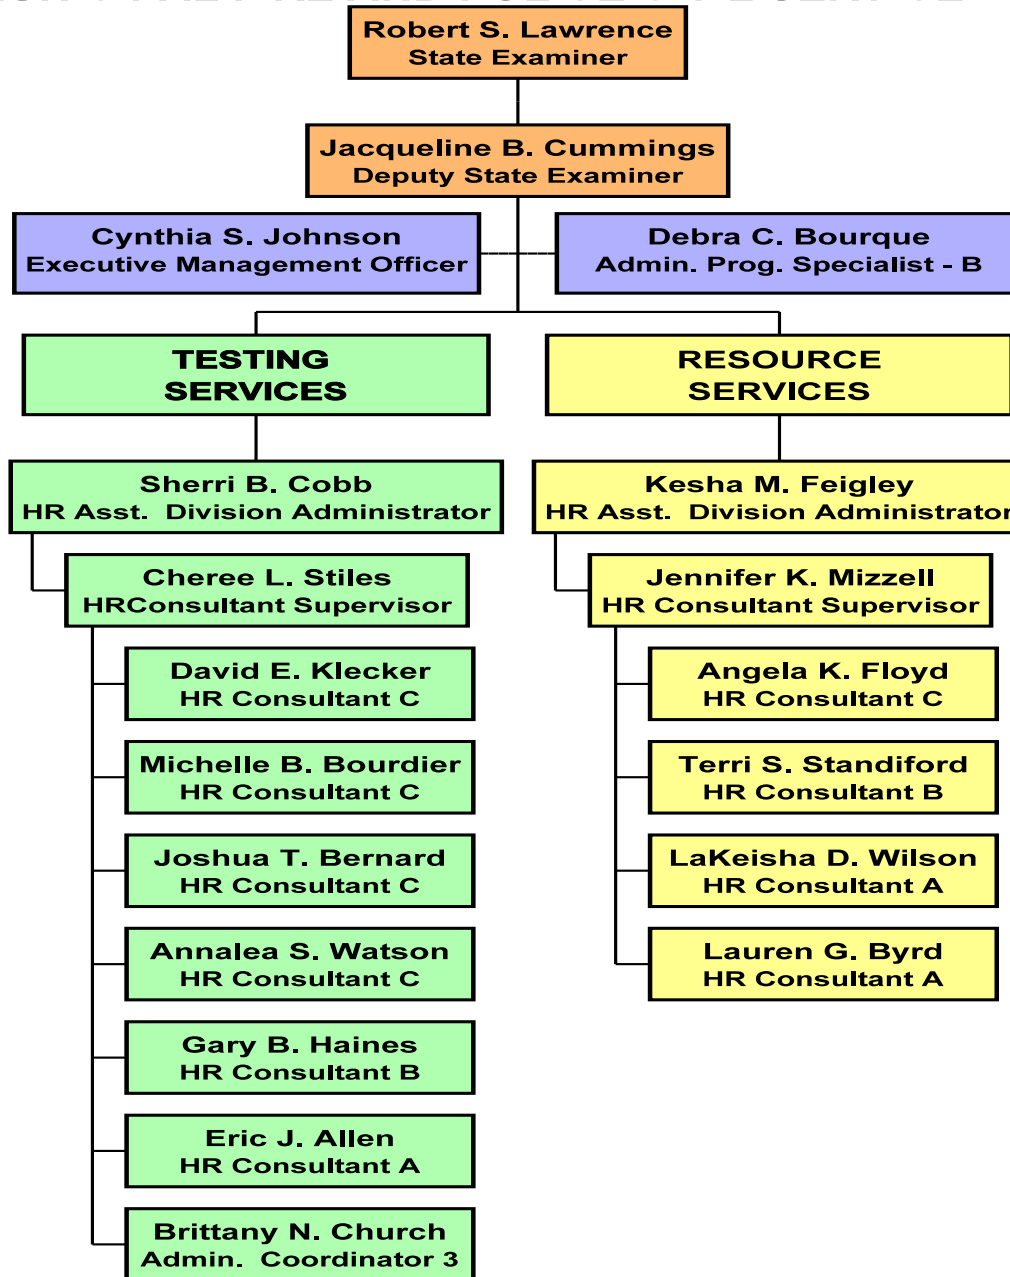 Robert S. Lawrence
State Examiner
Jacqueline B. Cummings
Deputy State Examiner
Cynthia S. Johnson
Executive Management Officer
Debra C. Bourque
Admin. Prog. Specialist - B
TESTING
SERVICES
RESOURCE
SERVICES
Sherri B. Cobb
HR Asst.  Division Administrator
Kesha M. Feigley
HR Asst.  Division Administrator
Cheree L. Stiles
HRConsultant Supervisor
Jennifer K. Mizzell
HR Consultant Supervisor
David E. Klecker
HR Consultant C
Michelle B. Bourdier
HR Consultant C
Joshua T. Bernard
HR Consultant C
Annalea S. Watson
HR Consultant C
Gary B. Haines
HR Consultant B
Eric J. Allen
HR Consultant A
Brittany N. Church
Admin.  Coordinator 3
Angela K. Floyd
HR Consultant C
Terri S. Standiford
HR Consultant B
LaKeisha D. Wilson
HR Consultant A
Lauren G. Byrd
HR Consultant A